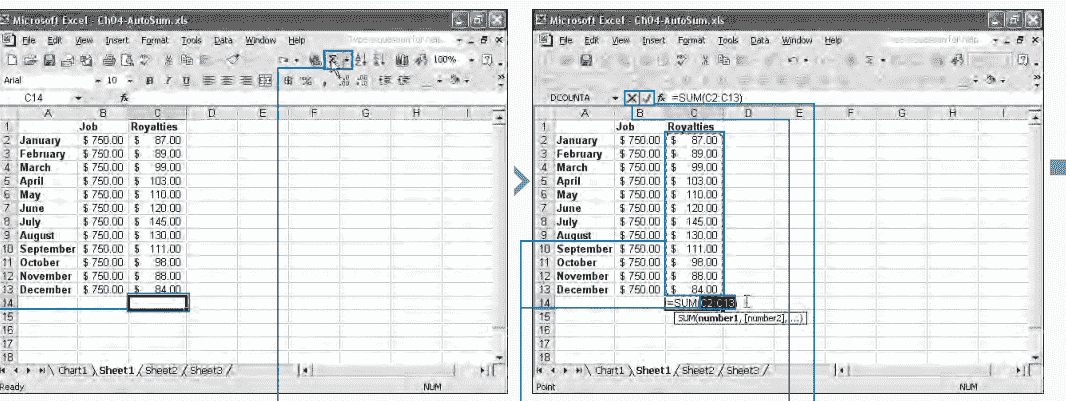 Microsoft Excel - Ch04-AutoSum.xls
File Edit View Insert Format Tools Data Window Help
100%
Arial 10 B I U
C14 fx
A B C D E F G H I
1 Job Royalties
2 January $ 750.00 $ 87.00
3 February $ 750.00 $ 89.00
4 March $ 750.00 $ 99.00
5 April $ 750.00 $ 103.00
6 May $ 750.00 $ 110.00
7 June $ 750.00 $ 120.00
8 July $ 750.00 $ 145.00
9 August $ 750.00 $ 130.00
10 September $ 750.00 $ 111.00
11 October $ 750.00 $ 98.00
12 November $ 750.00 $ 88.00
13 December $ 750.00 $ 84.00
14
15
16
17
18
Chart1 Sheet1 Sheet2 Sheet3
Ready NUM
Microsoft Excel - Ch04-AutoSum.xls
File Edit View Insert Format Tools Data Window Help
DCOUNTA fx =SUM(C2:C13)
A B C D E F G H I
1 Job Royalties
2 January $ 750.00 $ 87.00
3 February $ 750.00 $ 89.00
4 March $ 750.00 $ 99.00
5 April $ 750.00 $ 103.00
6 May $ 750.00 $ 110.00
7 June $ 750.00 $ 120.00
8 July $ 750.00 $ 145.00
9 August $ 750.00 $ 130.00
10 September $ 750.00 $ 111.00
11 October $ 750.00 $ 98.00
12 November $ 750.00 $ 88.00
13 December $ 750.00 $ 84.00
14 =SUM(C2:C13)
15 SUM(number1, [number2], ...)
16
17
18
Chart1 Sheet1 Sheet2 Sheet3
Point NUM